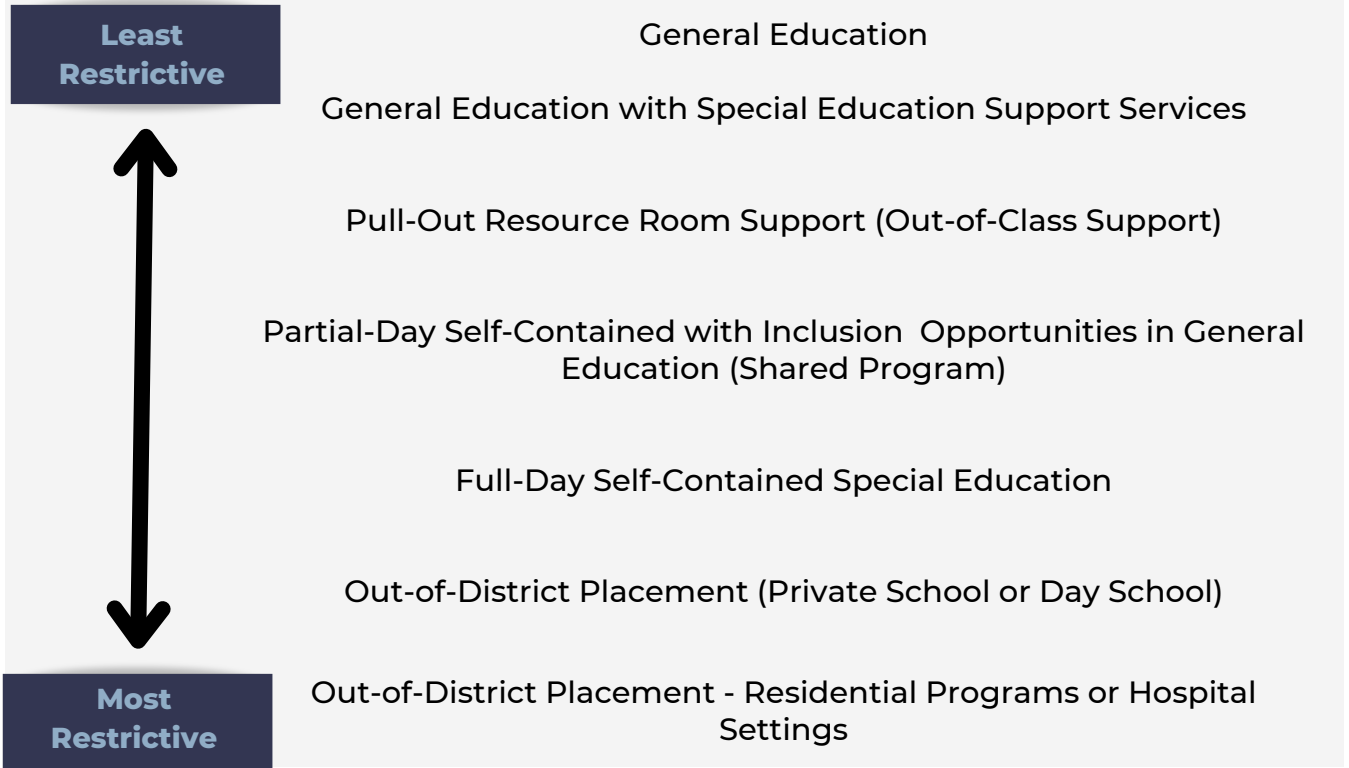 Least
Restrictive
General Education
General Education with Special Education Support Services
Pull-Out Resource Room Support (Out-of-Class Support)
Partial-Day Self-Contained with Inclusion  Opportunities in General
Education (Shared Program)
Full-Day Self-Contained Special Education
Out-of-District Placement (Private School or Day School)
Most
Restrictive
Out-of-District Placement - Residential Programs or Hospital
Settings